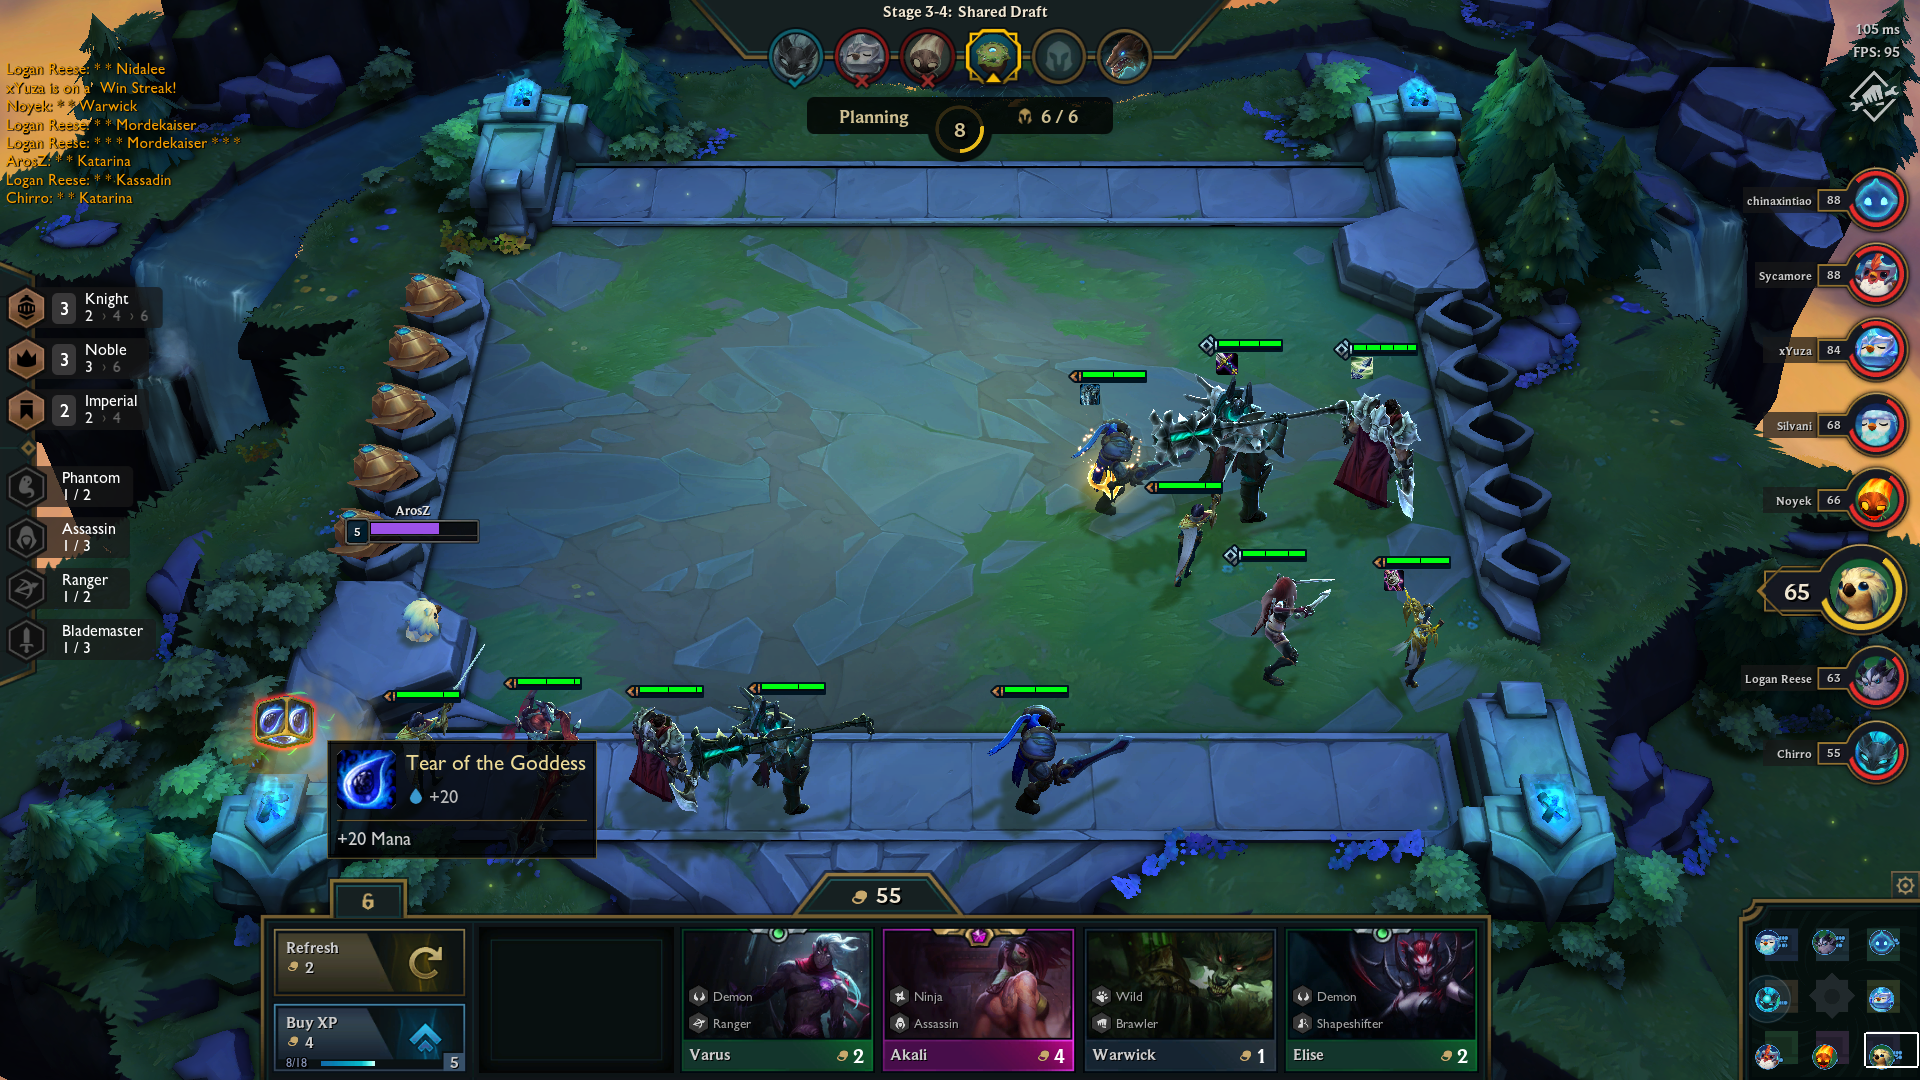 Stage 3-4: Shared Draft
105 ms
FPS: 95
Logan Reese: * * Nidalee
xYuza is on a' Win Streak!
Noyek: * * Warwick
Logan Reese: * * Mordekaiser
Logan Reese: * * * Mordekaiser * * *
ArosZ: * * Katarina
Logan Reese: * * Kassadin
Chirro: * * Katarina
Planning
8
6 / 6
3
Knight
2 › 4 › 6
3
Noble
3 › 6
2
Imperial
2 › 4
Phantom
1 / 2
Assassin
1 / 3
Ranger
1 / 2
Blademaster
1 / 3
ArosZ
5
chinaxintiao 88
Sycamore 88
xYuza 84
Silvani 68
Noyek 66
65
Logan Reese 63
Chirro 55
Tear of the Goddess
+20
+20 Mana
6
55
Refresh
2
Buy XP
4
8/18
5
Demon
Ranger
Varus 2
Ninja
Assassin
Akali 4
Wild
Brawler
Warwick 1
Demon
Shapeshifter
Elise 2